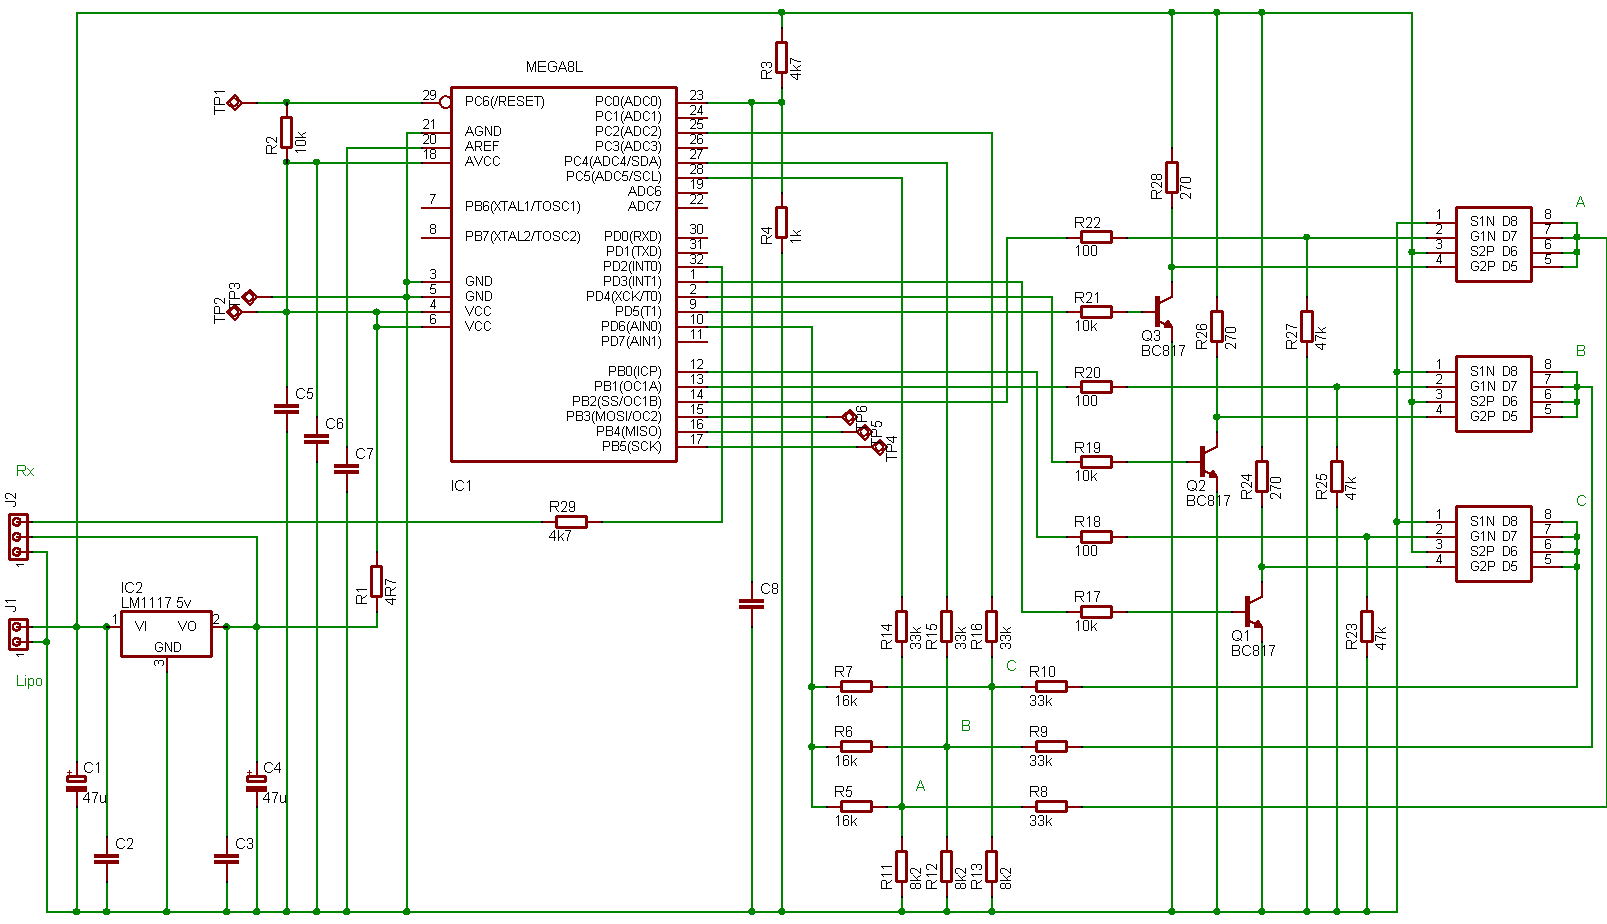 MEGA8L
29 PC6(/RESET)
21 AGND
20 AREF
18 AVCC
7 PB6(XTAL1/TOSC1)
8 PB7(XTAL2/TOSC2)
3 GND
5 GND
4 VCC
6 VCC
PC0(ADC0) 23
PC1(ADC1) 24
PC2(ADC2) 25
PC3(ADC3) 26
PC4(ADC4/SDA) 27
PC5(ADC5/SCL) 28
ADC6 19
ADC7 22
PD0(RXD) 30
PD1(TXD) 31
PD2(INT0) 32
PD3(INT1) 1
PD4(XCK/T0) 2
PD5(T1) 9
PD6(AIN0) 10
PD7(AIN1) 11
PB0(ICP) 12
PB1(OC1A) 13
PB2(SS/OC1B) 14
PB3(MOSI/OC2) 15
PB4(MISO) 16
PB5(SCK) 17
IC1
TP1
R2
10k
TP3
TP2
C5
C6
C7
Rx
J2
1
J1
1
Lipo
IC2
LM1117 5v
1 VI VO 2
GND
3
C1
47u
C2
C3
C4
47u
R1
4R7
R29
4k7
R3
4k7
R4
1k
C8
TP6
TP5
TP4
R22
100
R21
10k
R20
100
R19
10k
R18
100
R17
10k
R28
270
Q3
BC817
R26
270
R27
47k
Q2
BC817
R24
270
R25
47k
Q1
BC817
R23
47k
R14
33k
R15
33k
R16
33k
C
R7
16k
R10
33k
B
R6
16k
R9
33k
A
R5
16k
R8
33k
R11
8k2
R12
8k2
R13
8k2
A
1 S1N D8 8
2 G1N D7 7
3 S2P D6 6
4 G2P D5 5
B
1 S1N D8 8
2 G1N D7 7
3 S2P D6 6
4 G2P D5 5
C
1 S1N D8 8
2 G1N D7 7
3 S2P D6 6
4 G2P D5 5